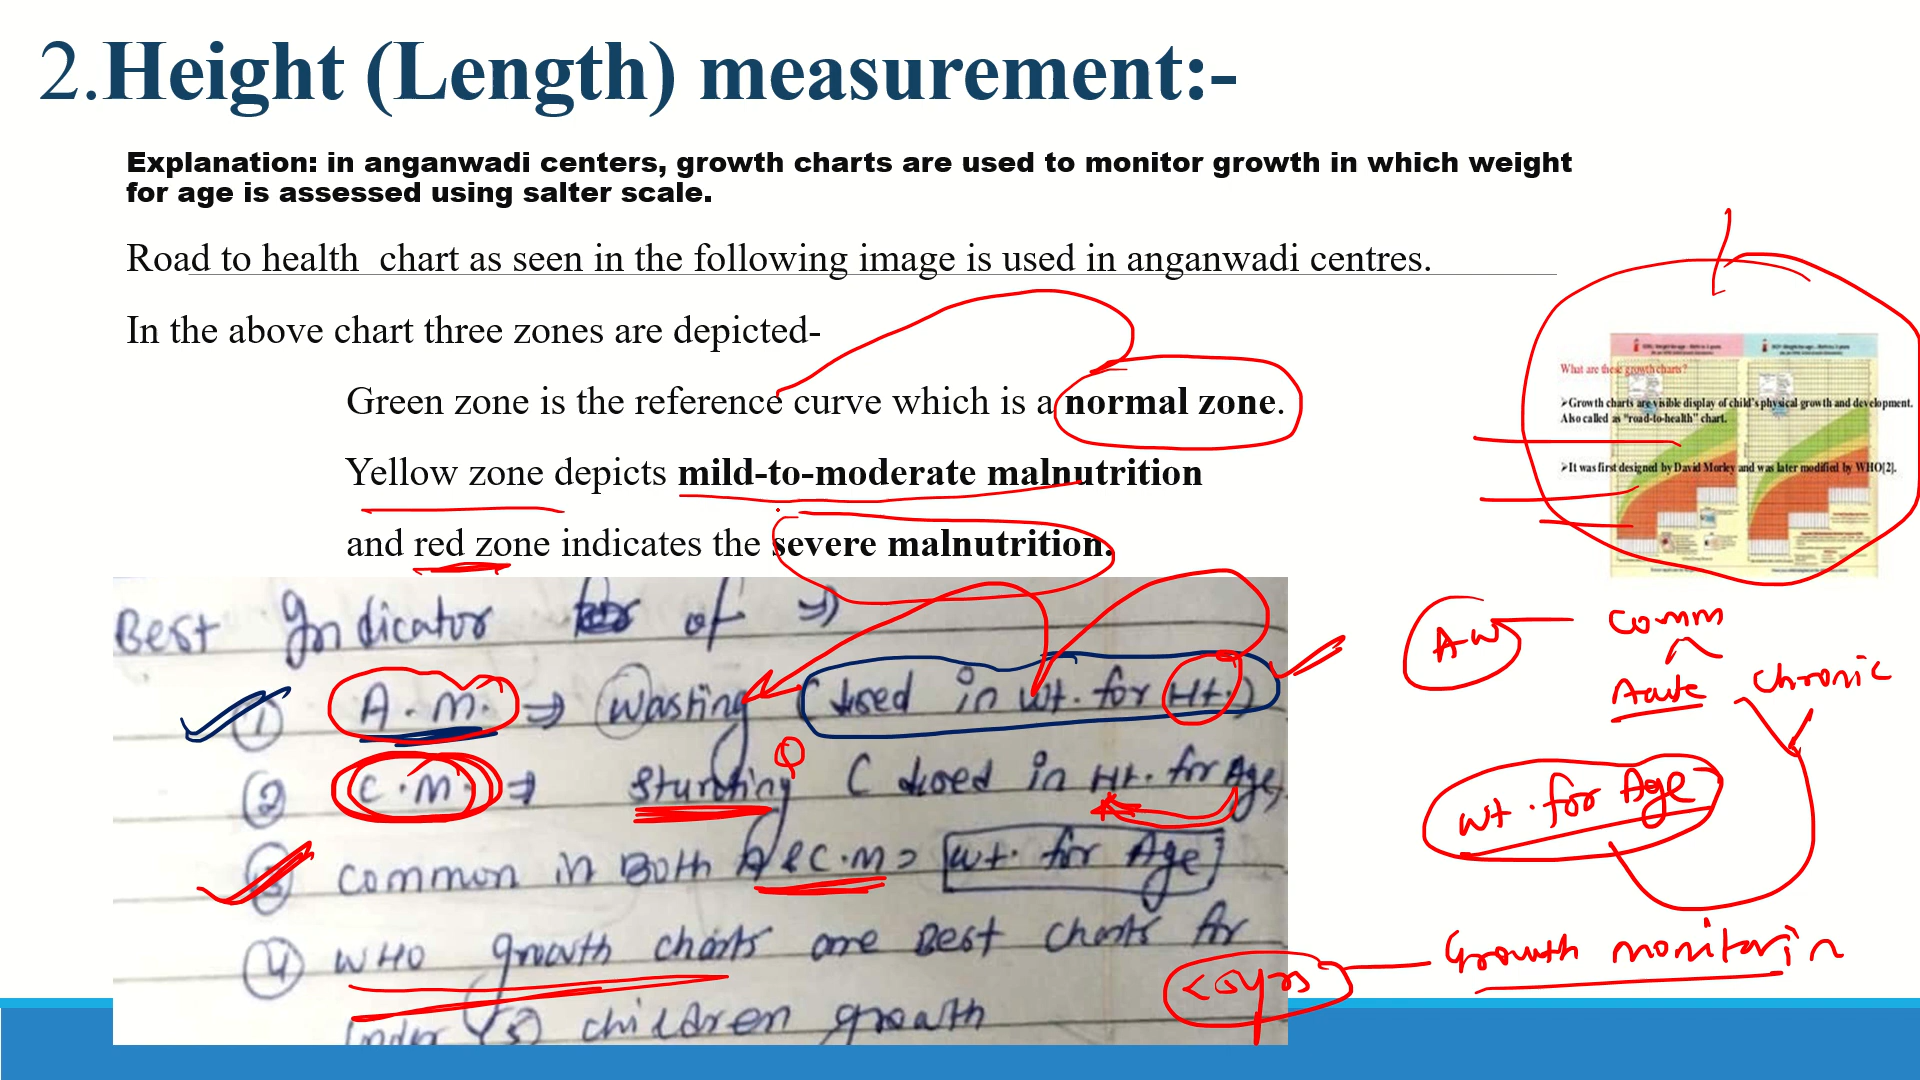 2.Height (Length) measurement:-
Explanation: in anganwadi centers, growth charts are used to monitor growth in which weight
for age is assessed using salter scale.
Road to health chart as seen in the following image is used in anganwadi centres.
In the above chart three zones are depicted-
Green zone is the reference curve which is a normal zone.
Yellow zone depicts mild-to-moderate malnutrition
and red zone indicates the severe malnutrition.
What are these growth charts?
➢Growth charts are visible display of child's physical growth and development.
Also called as "road-to-health" chart.
➢It was first designed by David Morley and was later modified by WHO[2].
Best Indicator of ⇒
① A.M. ⇒ Wasting (used in Wt. for Ht.)
② C.M. ⇒ Stunting (used in Ht. for Age)
③ Common in Both A & C.M = [Wt. for Age]
④ WHO growth charts are Best charts for
under (5) children growth
A.W
Comm
Acute
Chronic
Wt. for Age
<05yrs
Growth monitorin